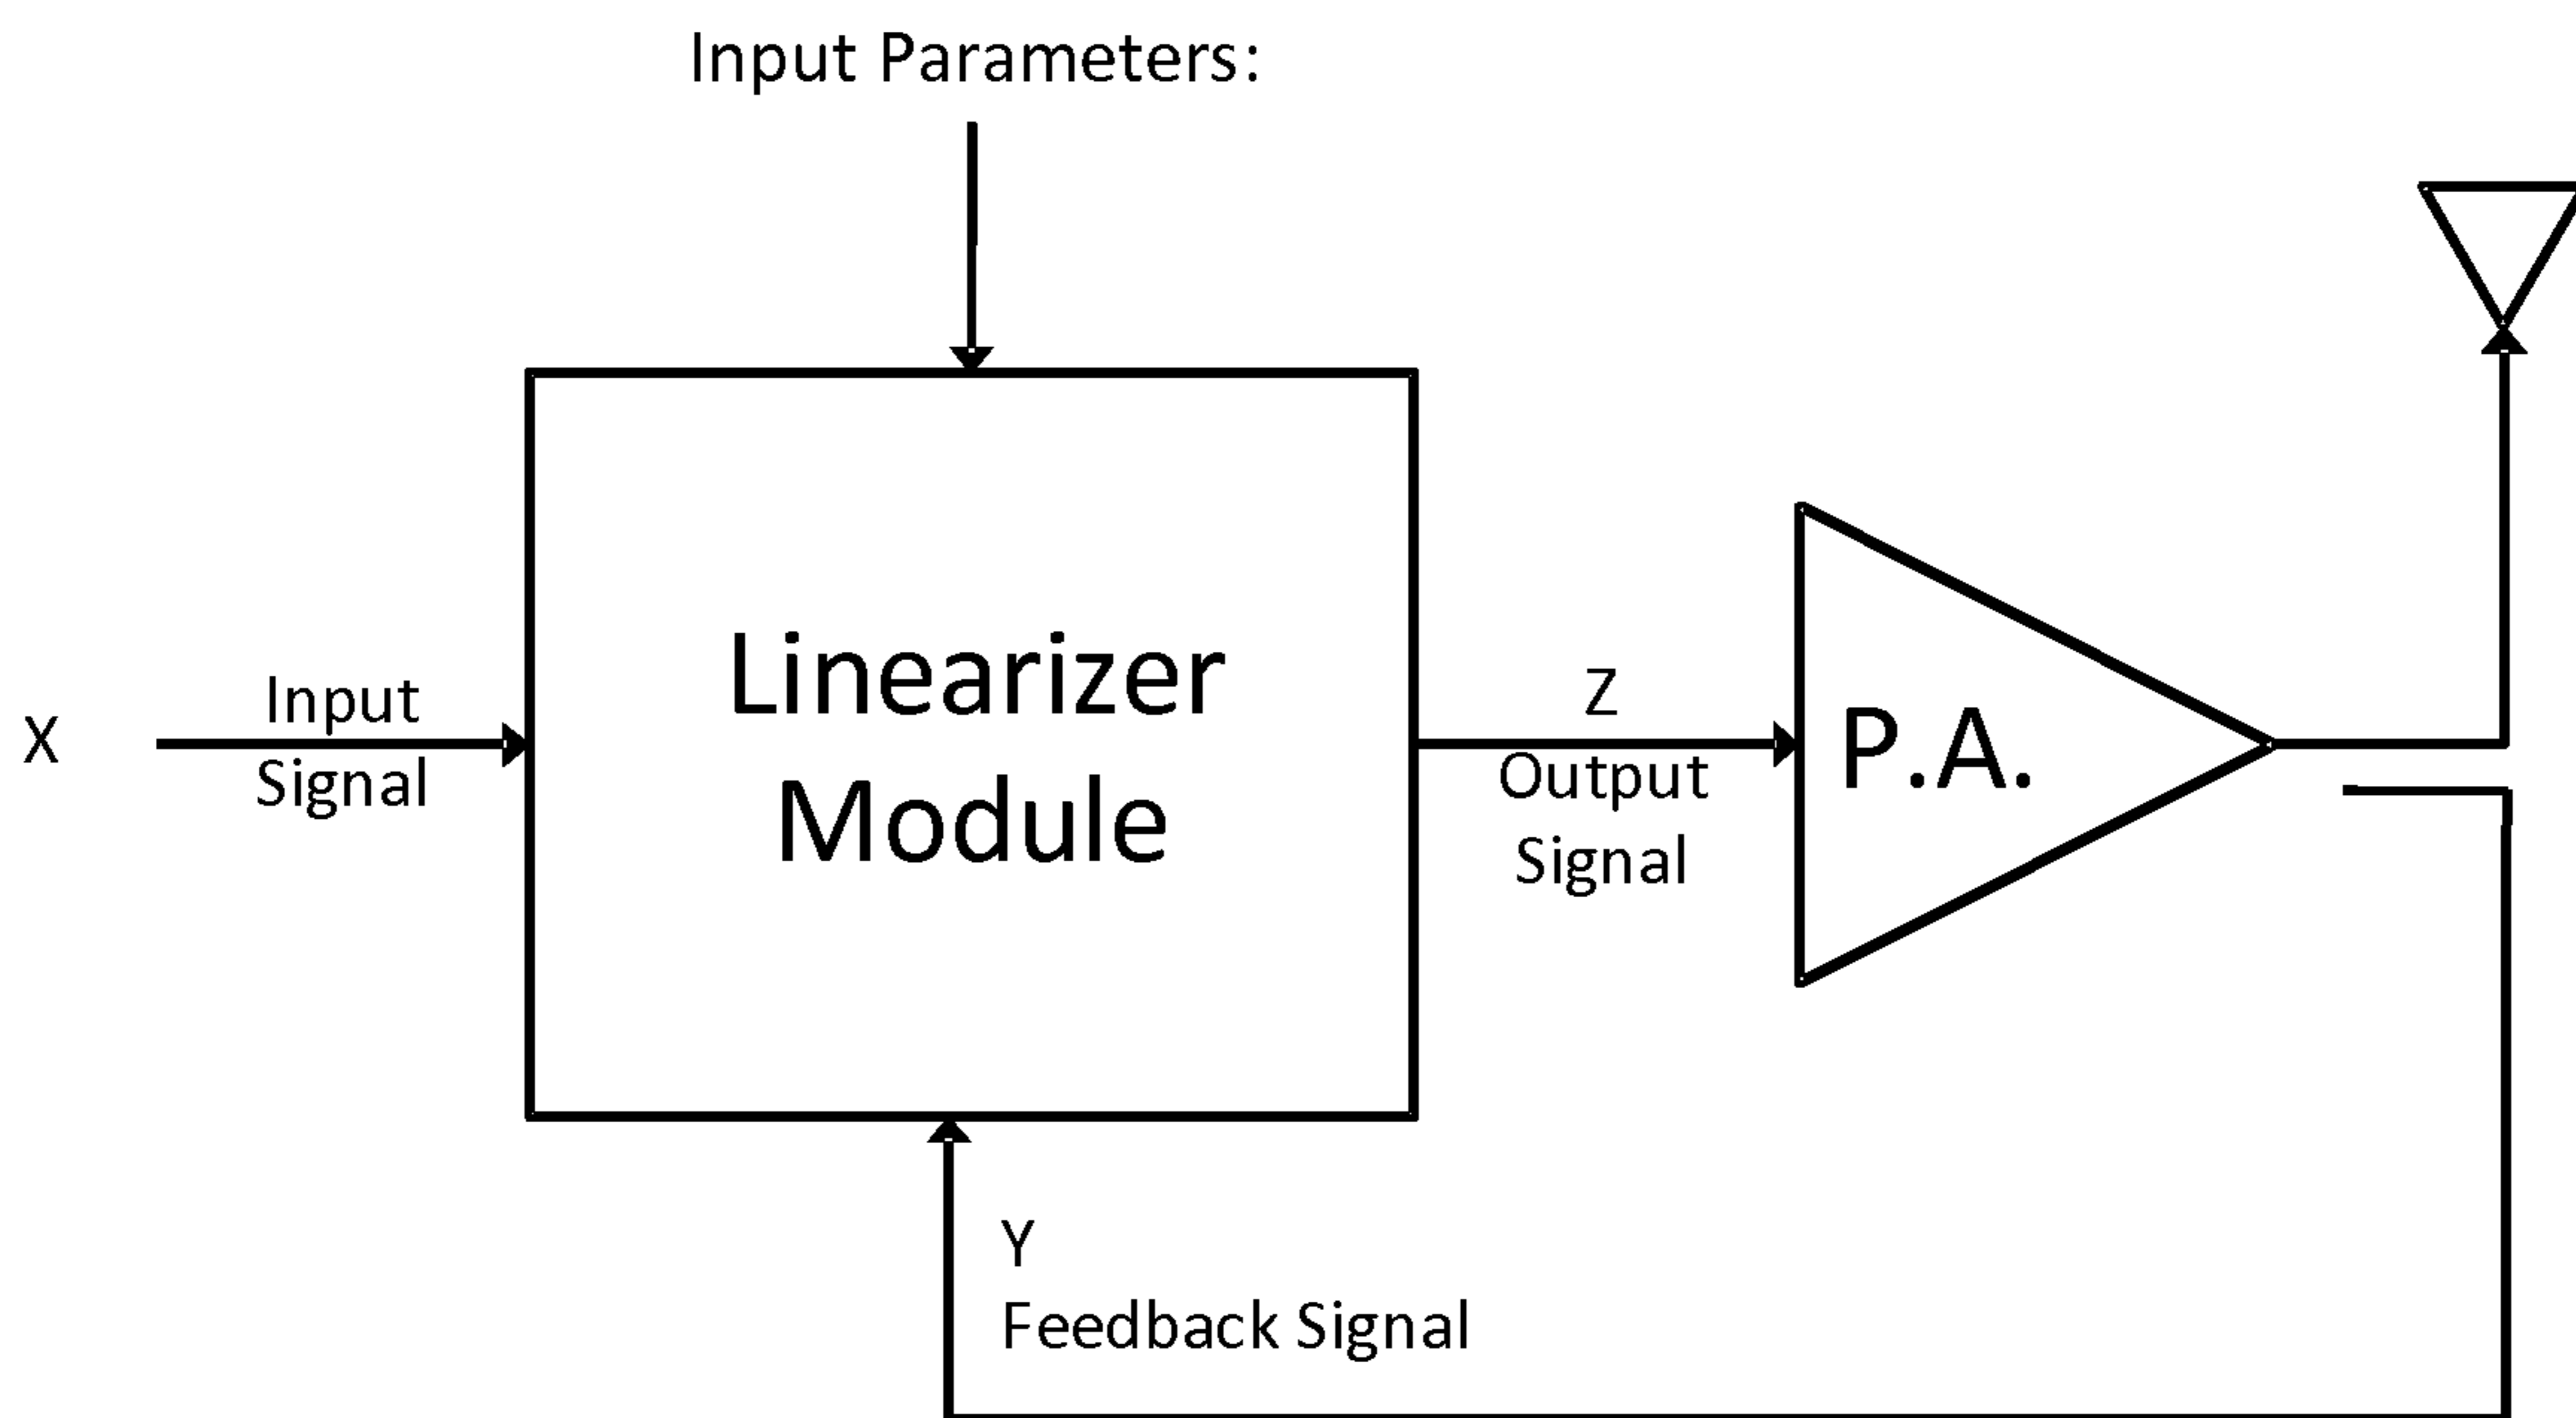 Input Parameters:
X
Input
Signal
Linearizer
Module
Z
Output
Signal
P.A.
Y
Feedback Signal